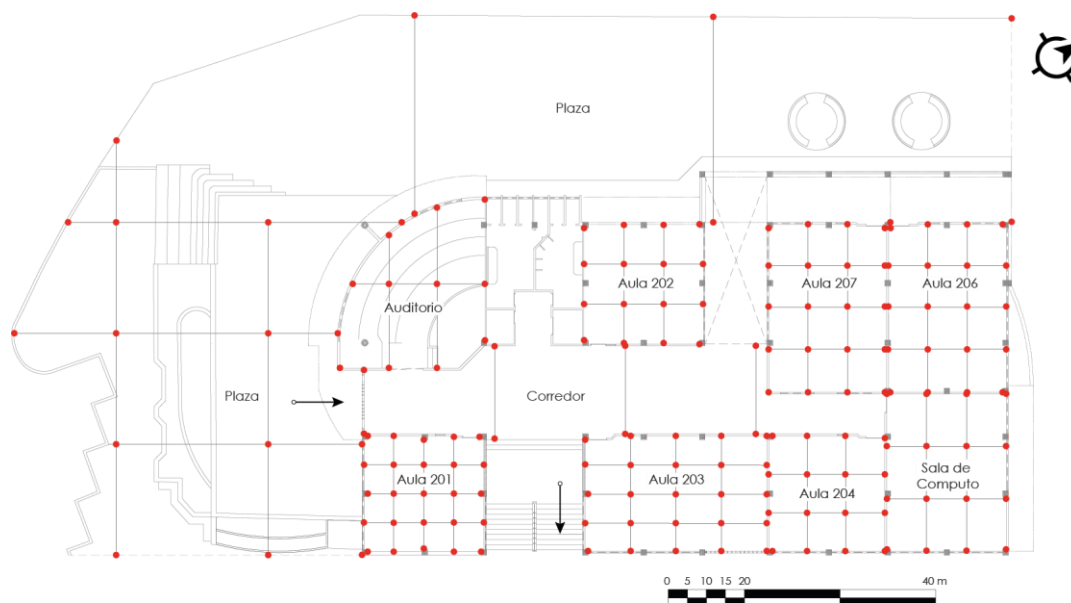 Plaza
Aula 202
Aula 207
Aula 206
Auditorio
Plaza
Corredor
Aula 201
Aula 203
Aula 204
Sala de
Computo
0 5 10 15 20 40 m